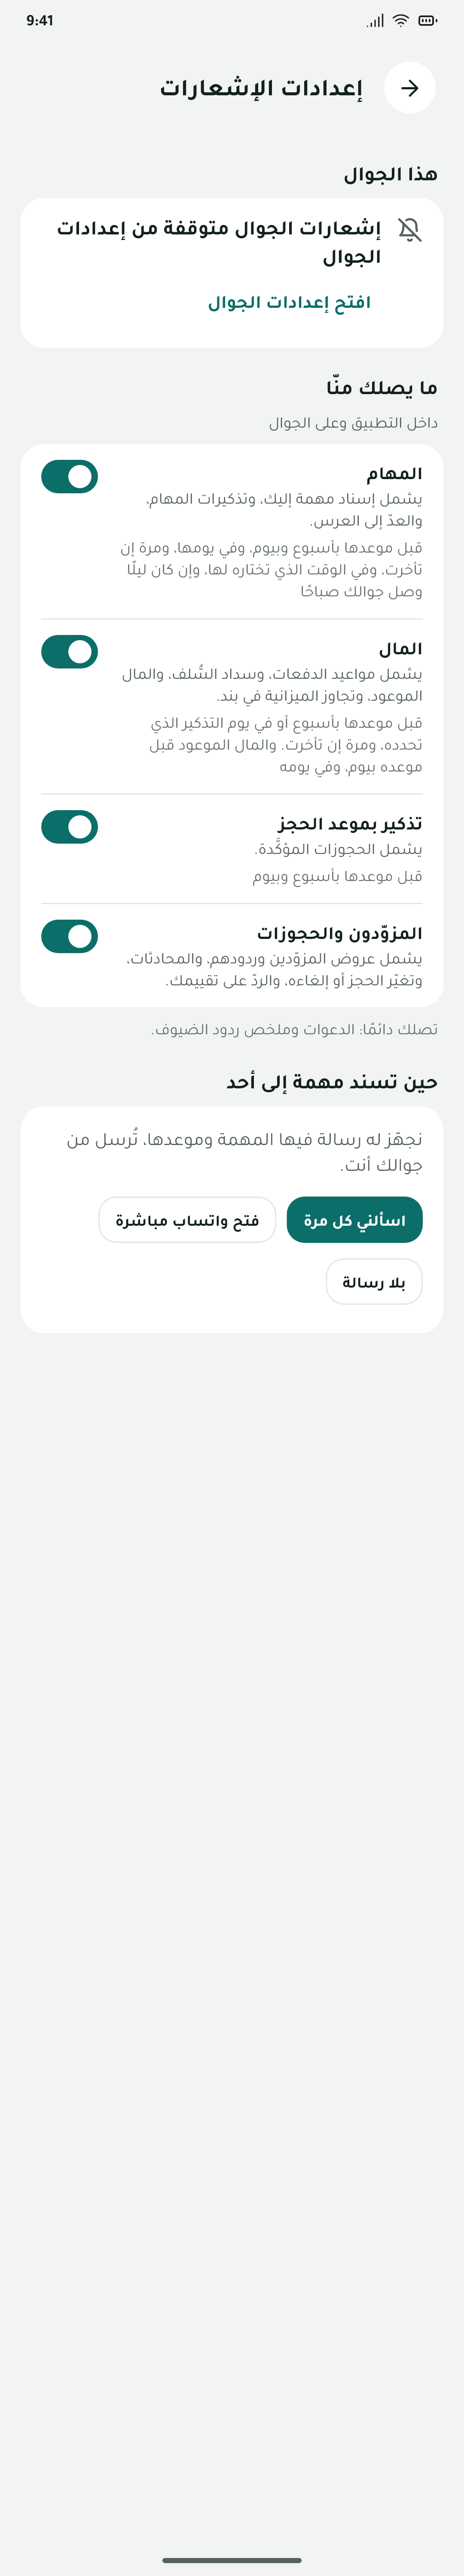 9:41
إعدادات الإشعارات
هذا الجوال
إشعارات الجوال متوقفة من إعدادات
الجوال
افتح إعدادات الجوال
ما يصلك منّا
داخل التطبيق وعلى الجوال
المهام
يشمل إسناد مهمة إليك، وتذكيرات المهام،
والعدّ إلى العرس.
قبل موعدها بأسبوع وبيوم، وفي يومها، ومرة إن
تأخرت، وفي الوقت الذي تختاره لها، وإن كان ليلًا
وصل جوالك صباحًا
المال
يشمل مواعيد الدفعات، وسداد السُّلف، والمال
الموعود، وتجاوز الميزانية في بند.
قبل موعدها بأسبوع أو في يوم التذكير الذي
تحدده، ومرة إن تأخرت. والمال الموعود قبل
موعده بيوم، وفي يومه
تذكير بموعد الحجز
يشمل الحجوزات المؤكَّدة.
قبل موعدها بأسبوع وبيوم
المزوّدون والحجوزات
يشمل عروض المزوّدين وردودهم، والمحادثات،
وتغيّر الحجز أو إلغاءه، والردّ على تقييمك.
تصلك دائمًا: الدعوات وملخص ردود الضيوف.
حين تسند مهمة إلى أحد
نجهّز له رسالة فيها المهمة وموعدها، تُرسل من
جوالك أنت.
اسألني كل مرة
فتح واتساب مباشرة
بلا رسالة